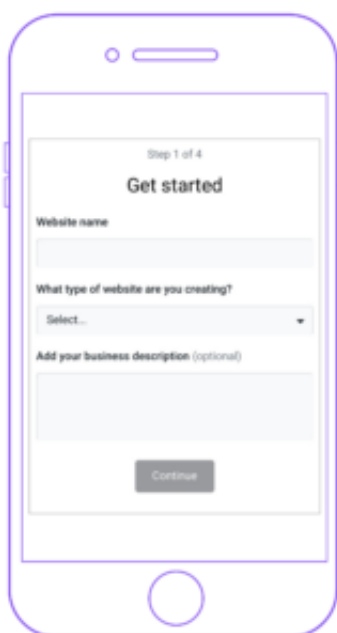 Step 1 of 4
Get started
Website name
What type of website are you creating?
Select...
Add your business description (optional)
Continue